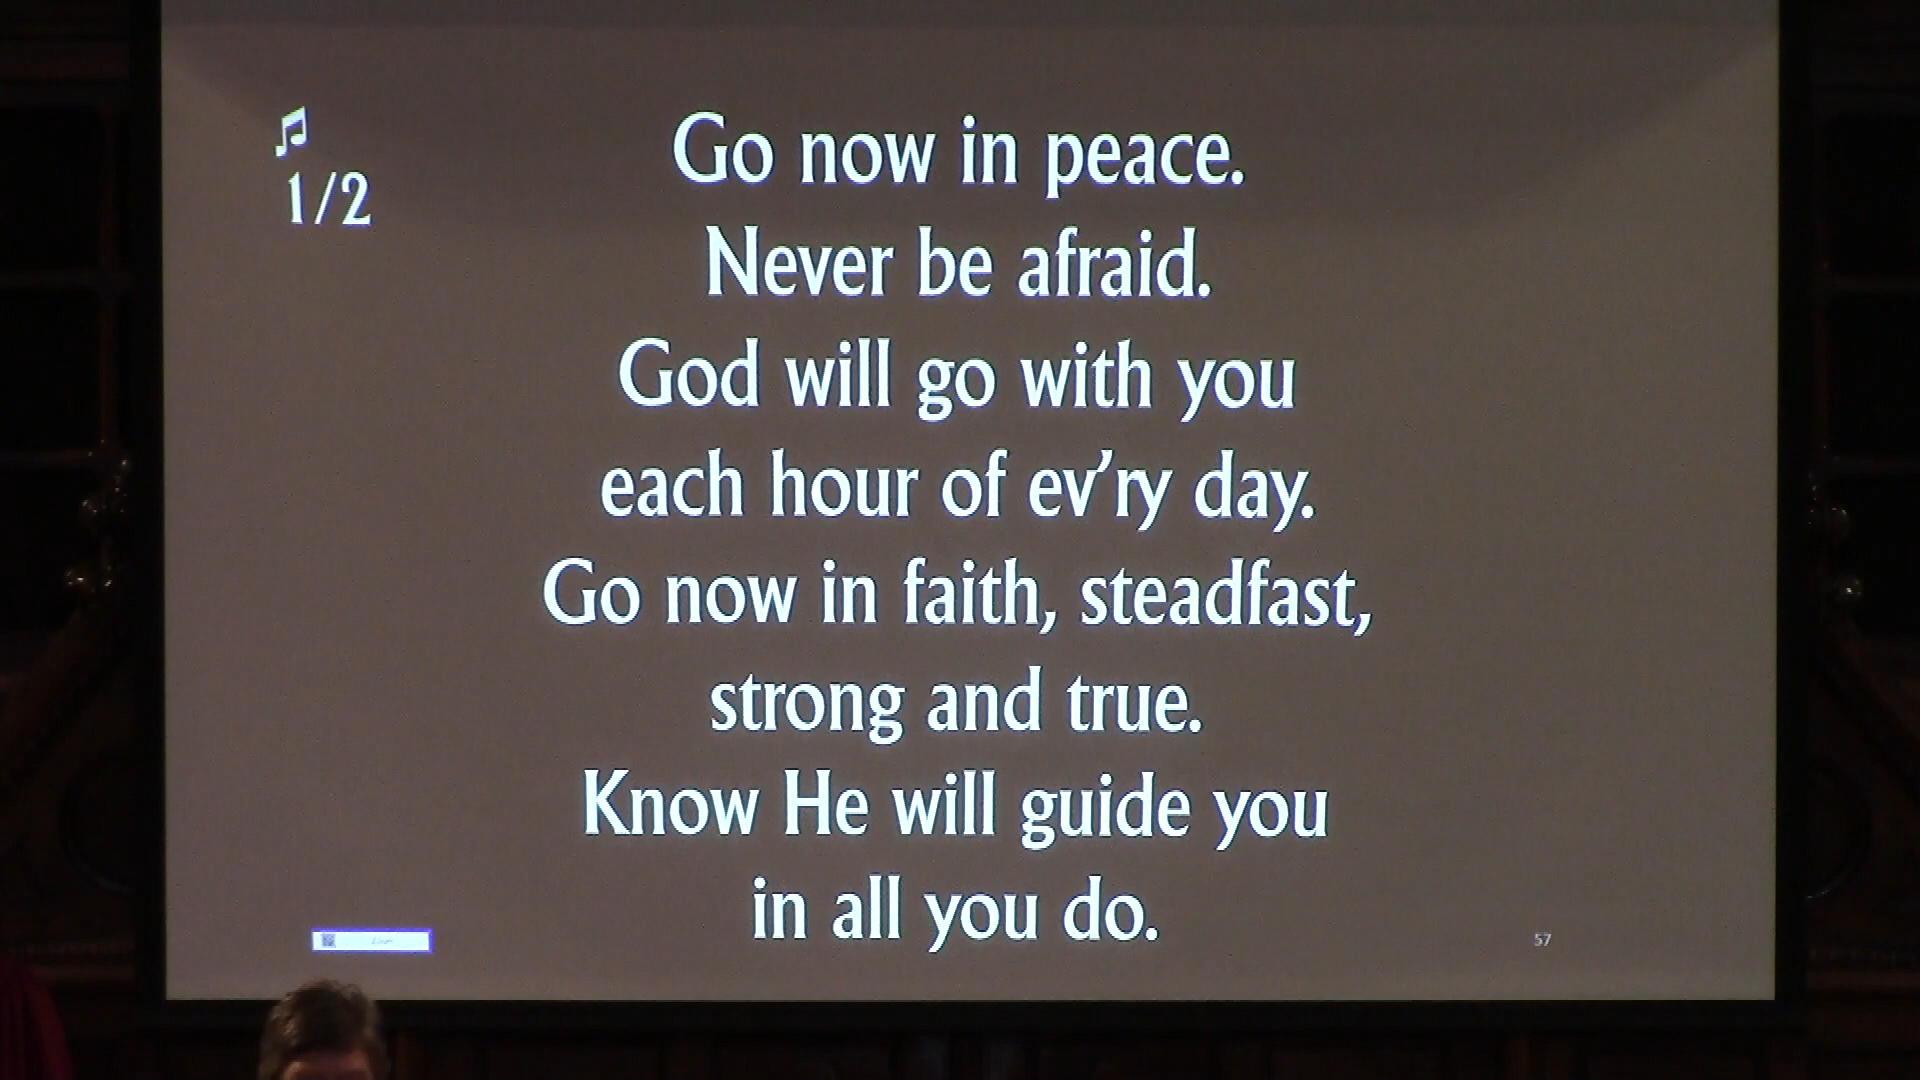 1/2
Go now in peace.
Never be afraid.
God will go with you
each hour of ev’ry day.
Go now in faith, steadfast,
strong and true.
Know He will guide you
in all you do.
57